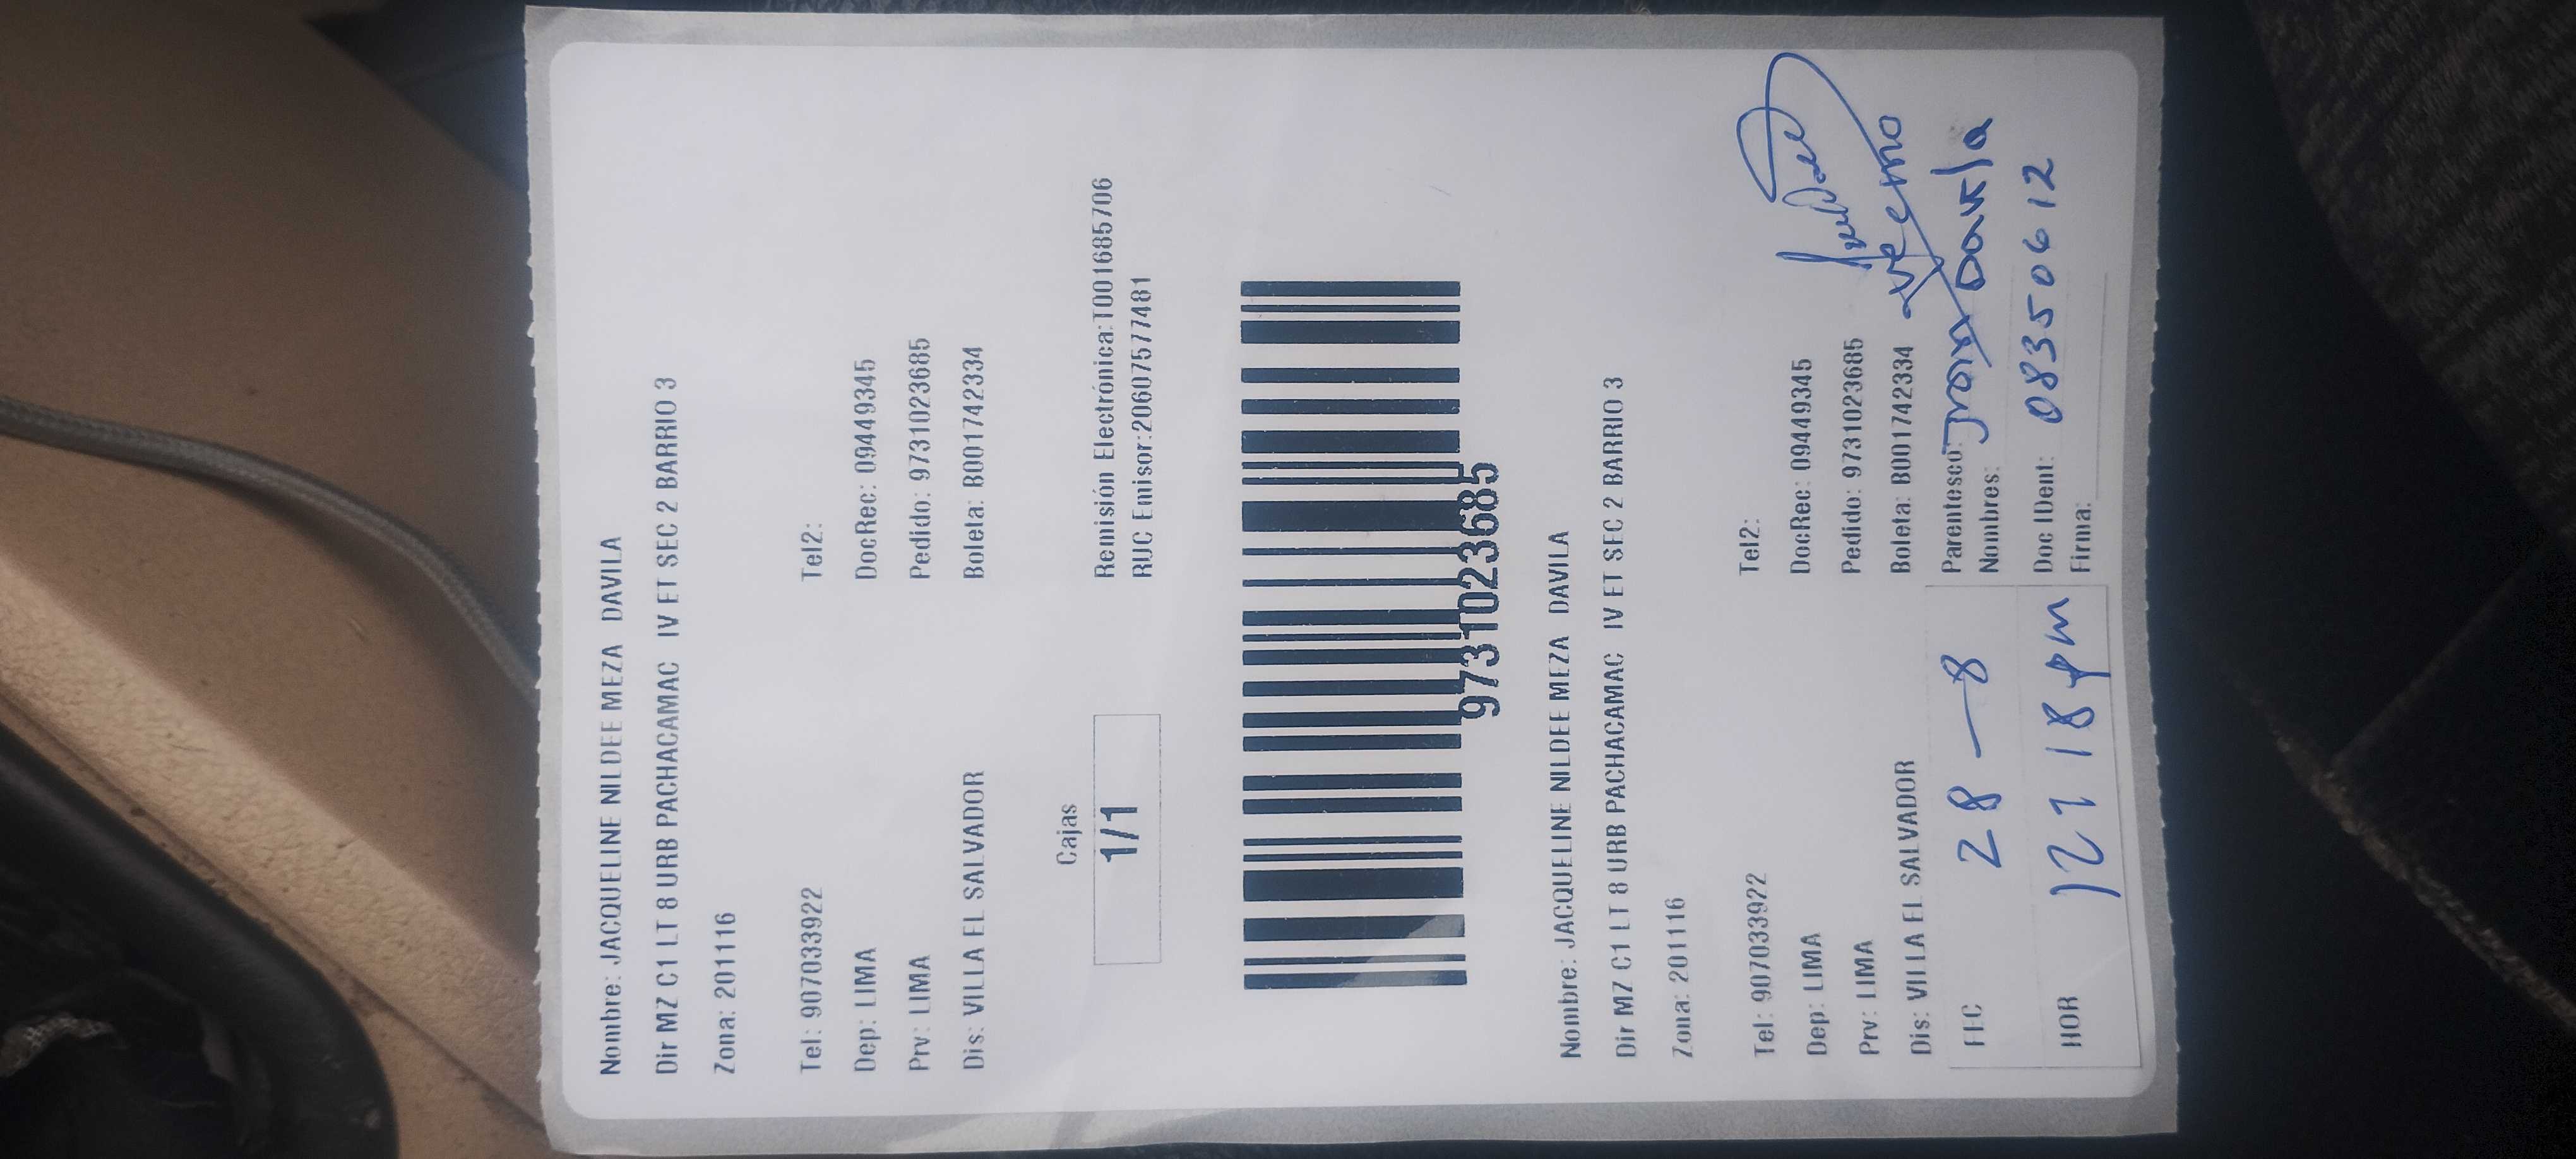 Nombre: JACQUELINE NILDEE MEZA DAVILA
Dir MZ C1 LT 8 URB PACHACAMAC IV ET SEC 2 BARRIO 3
Zona: 201116
Tel: 907033922 Tel2:
Dep: LIMA DocRec: 09449345
Prv: LIMA Pedido: 9731023685
Dis: VILLA EL SALVADOR Boleta: B001742334
Cajas
1/1
Remisión Electrónica:T001685706
RUC Emisor:20607577481
9731023685
Nombre: JACQUELINE NILDEE MEZA DAVILA
Dir MZ C1 LT 8 URB PACHACAMAC IV ET SEC 2 BARRIO 3
Zona: 201116
Tel: 907033922 Tel2:
Dep: LIMA DocRec: 09449345
Prv: LIMA Pedido: 9731023685
Dis: VILLA EL SALVADOR Boleta: B001742334
FEC 28-8 Parentesco:
Nombres: Davila
HOR 12 18 pm Doc IDent: 08350612
Firma: